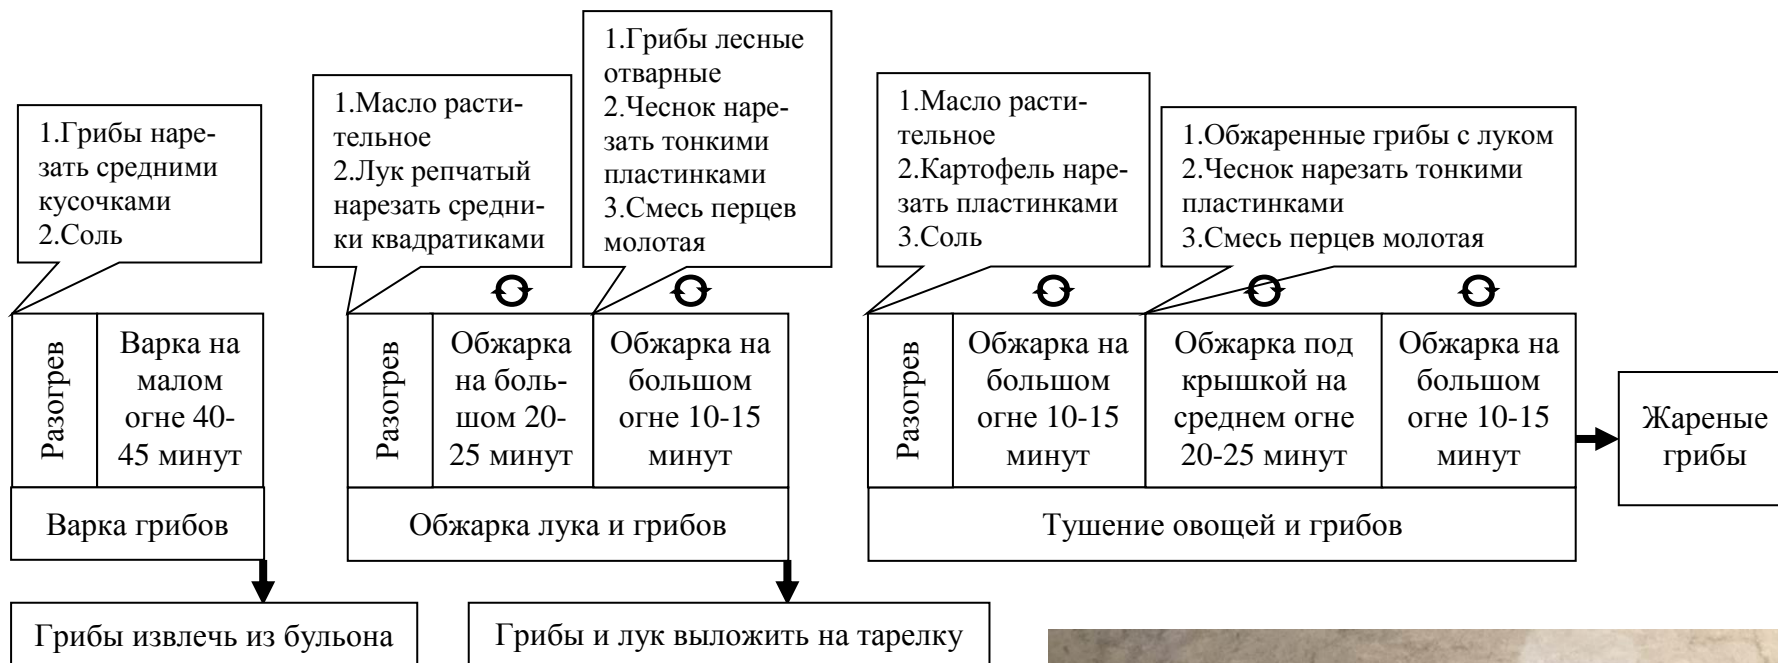 1.Грибы наре-
зать средними
кусочками
2.Соль
1.Масло расти-
тельное
2.Лук репчатый
нарезать средни-
ки квадратиками
1.Грибы лесные
отварные
2.Чеснок наре-
зать тонкими
пластинками
3.Смесь перцев
молотая
1.Масло расти-
тельное
2.Картофель наре-
зать пластинками
3.Соль
1.Обжаренные грибы с луком
2.Чеснок нарезать тонкими
пластинками
3.Смесь перцев молотая
Разогрев
Варка на
малом
огне 40-
45 минут
Варка грибов
Грибы извлечь из бульона
Разогрев
Обжарка
на боль-
шом 20-
25 минут
Обжарка на
большом
огне 10-15
минут
Обжарка лука и грибов
Грибы и лук выложить на тарелку
Разогрев
Обжарка на
большом
огне 10-15
минут
Обжарка под
крышкой на
среднем огне
20-25 минут
Обжарка на
большом
огне 10-15
минут
Тушение овощей и грибов
Жареные
грибы